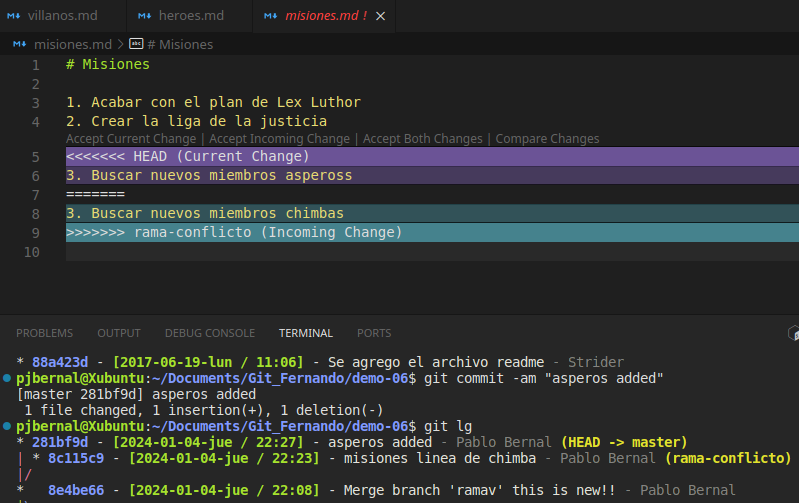 villanos.md heroes.md misiones.md !
misiones.md > # Misiones
1 # Misiones
2
3 1. Acabar con el plan de Lex Luthor
4 2. Crear la liga de la justicia
Accept Current Change | Accept Incoming Change | Accept Both Changes | Compare Changes
5 <<<<<<< HEAD (Current Change)
6 3. Buscar nuevos miembros aspeross
7 =======
8 3. Buscar nuevos miembros chimbas
9 >>>>>>> rama-conflicto (Incoming Change)
10
PROBLEMS OUTPUT DEBUG CONSOLE TERMINAL PORTS
* 88a423d - [2017-06-19-lun / 11:06] - Se agrego el archivo readme - Strider
pjbernal@Xubuntu:~/Documents/Git_Fernando/demo-06$ git commit -am "asperos added"
[master 281bf9d] asperos added
1 file changed, 1 insertion(+), 1 deletion(-)
pjbernal@Xubuntu:~/Documents/Git_Fernando/demo-06$ git lg
* 281bf9d - [2024-01-04-jue / 22:27] - asperos added - Pablo Bernal (HEAD -> master)
| * 8c115c9 - [2024-01-04-jue / 22:23] - misiones linea de chimba - Pablo Bernal (rama-conflicto)
|/
* 8e4be66 - [2024-01-04-jue / 22:08] - Merge branch 'ramav' this is new!! - Pablo Bernal